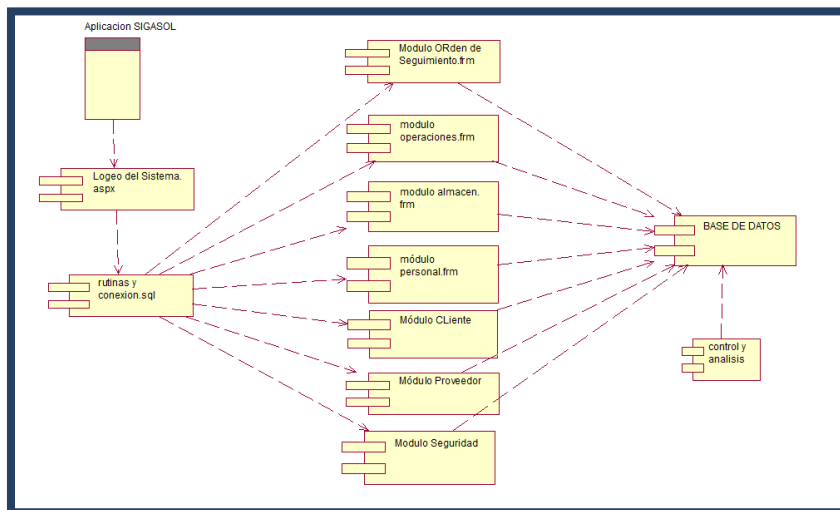 Aplicacion SIGASOL
Modulo ORden de
Seguimiento.frm
modulo
operaciones.frm
Logeo del Sistema.
aspx
modulo almacen.
frm
BASE DE DATOS
módulo
personal.frm
rutinas y
conexion.sql
Módulo CLiente
control y
analisis
Módulo Proveedor
Modulo Seguridad